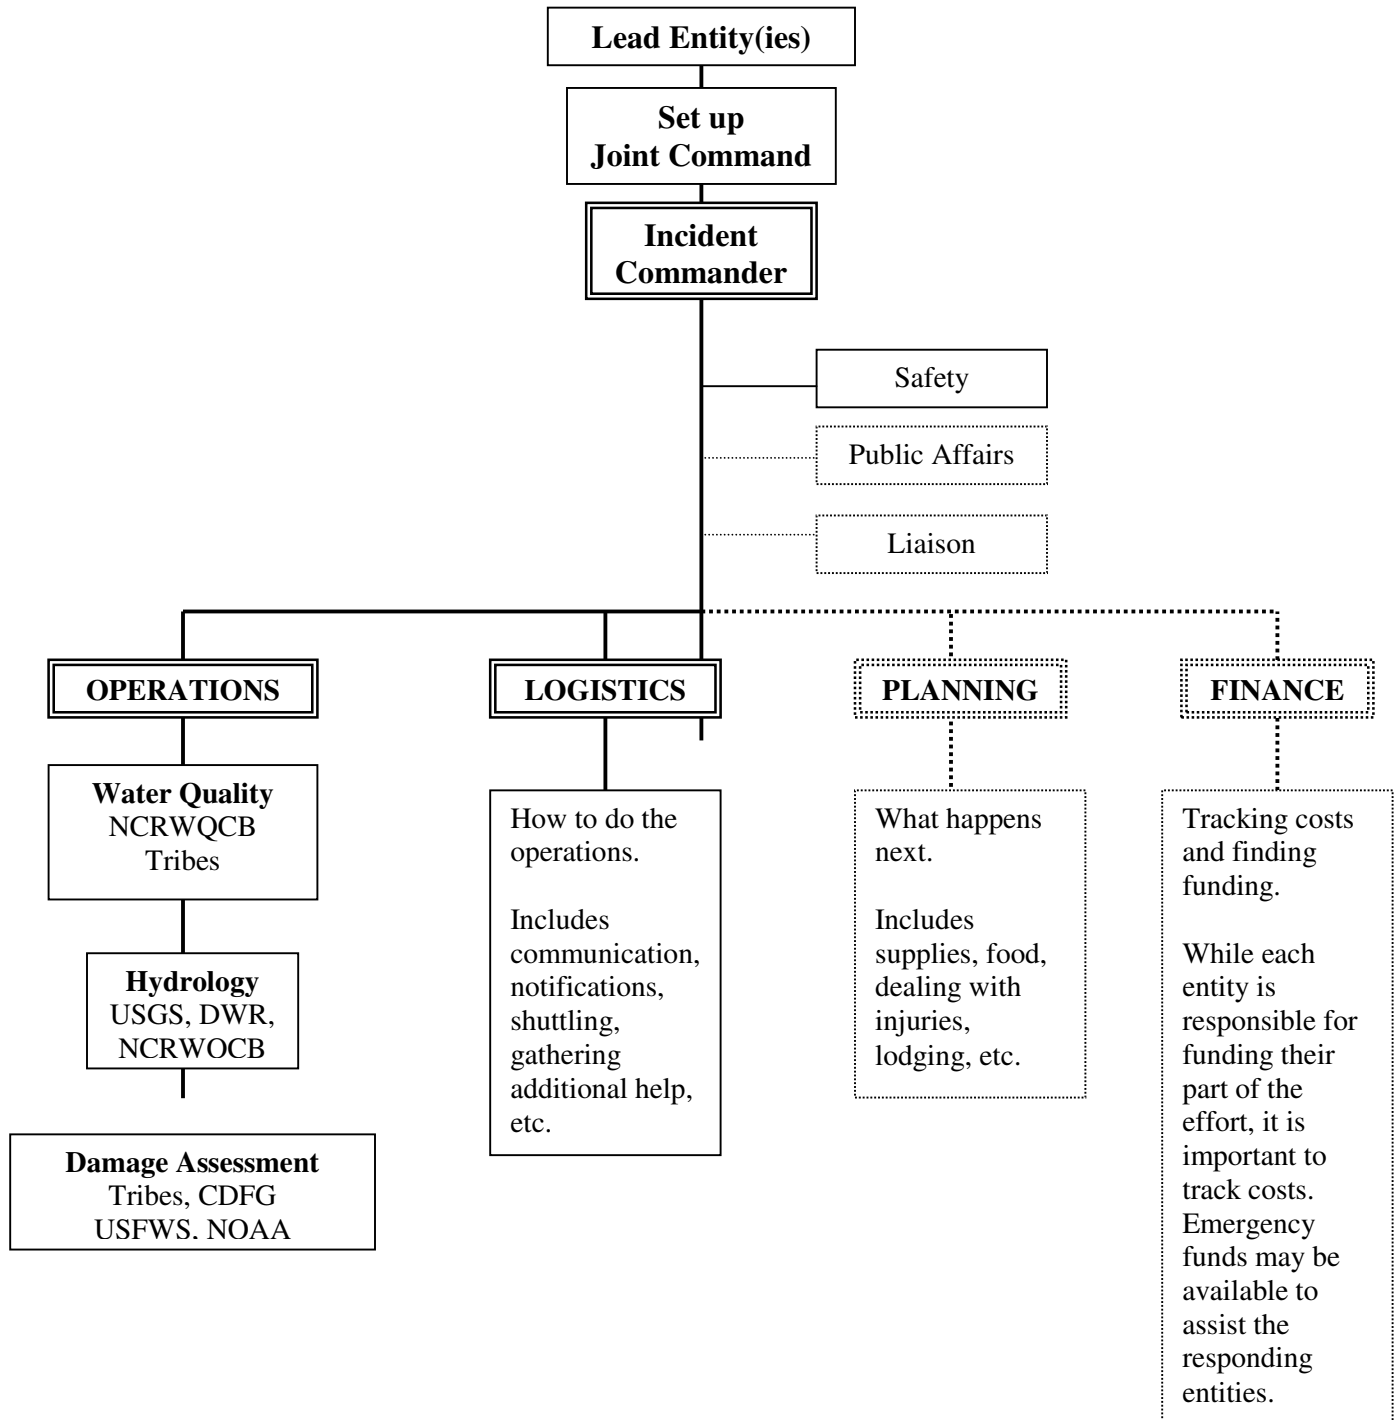 Lead Entity(ies)
Set up
Joint Command
Incident
Commander
Safety
Public Affairs
Liaison
OPERATIONS
LOGISTICS
PLANNING
FINANCE
Water Quality
NCRWQCB
Tribes
Hydrology
USGS, DWR,
NCRWOCB
Damage Assessment
Tribes, CDFG
USFWS. NOAA
How to do the
operations.
Includes
communication,
notifications,
shuttling,
gathering
additional help,
etc.
What happens
next.
Includes
supplies, food,
dealing with
injuries,
lodging, etc.
Tracking costs
and finding
funding.
While each
entity is
responsible for
funding their
part of the
effort, it is
important to
track costs.
Emergency
funds may be
available to
assist the
responding
entities.